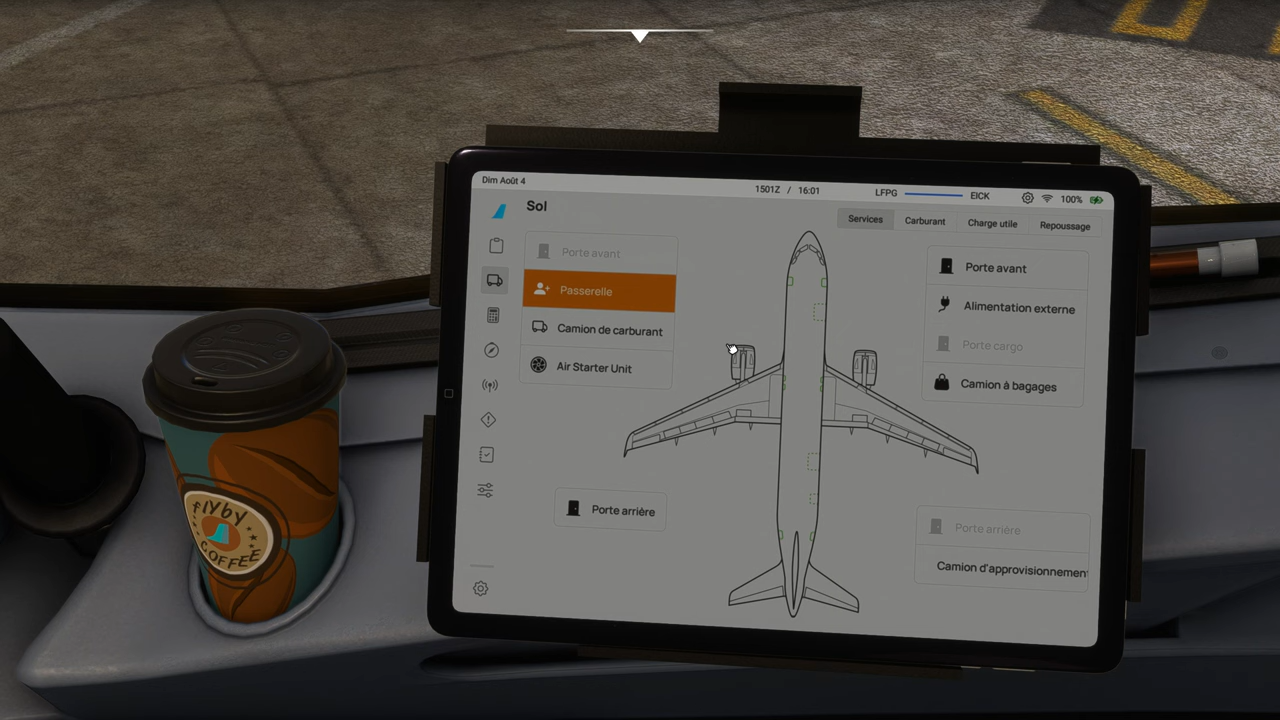 Dim Août 4
1501Z / 16:01
LFPG
EICK
100%
Sol
Services
Carburant
Charge utile
Repoussage
Porte avant
Passerelle
Camion de carburant
Air Starter Unit
Porte avant
Alimentation externe
Porte cargo
Camion à bagages
Porte arrière
Porte arrière
Camion d'approvisionnemen
flyby
COFFEE